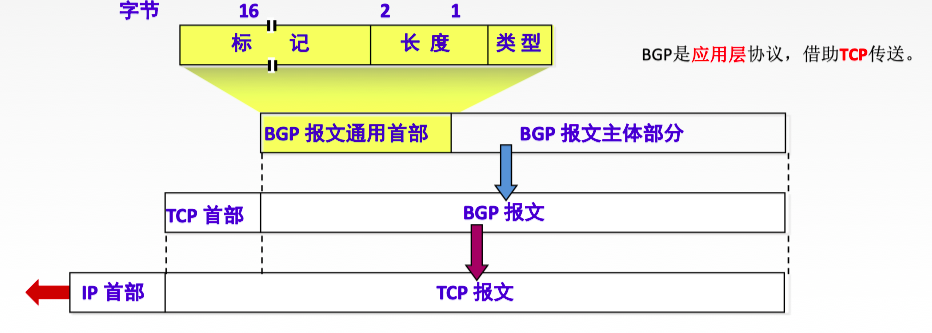 字节 16 2 1
标 记 长 度 类 型
BGP是应用层协议，借助TCP传送。
BGP 报文通用首部 BGP 报文主体部分
TCP 首部 BGP 报文
IP 首部 TCP 报文